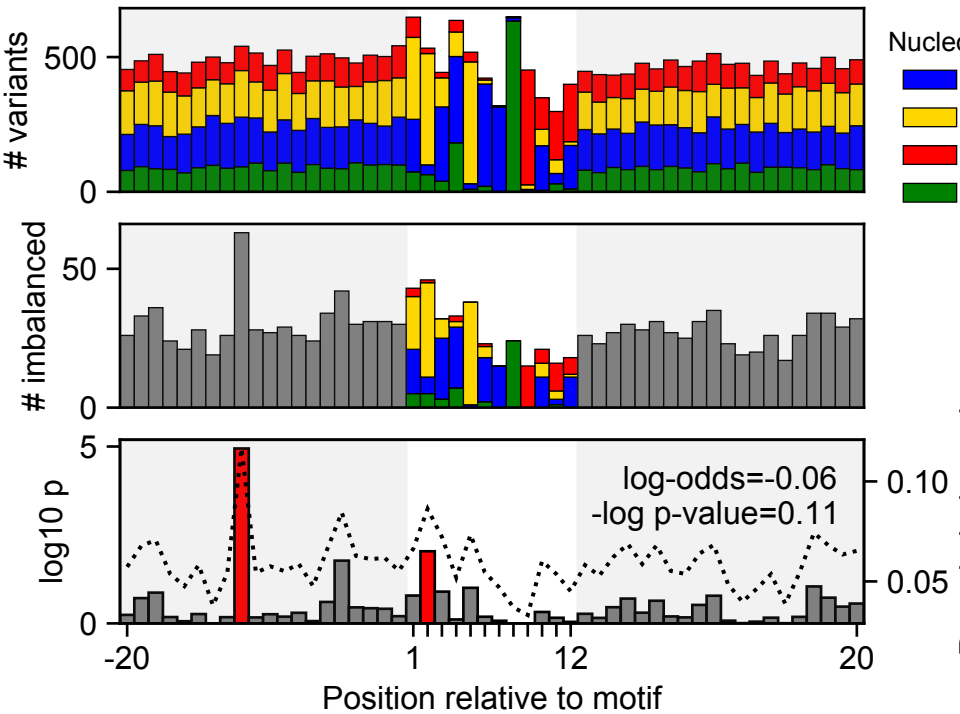 # variants
500
0
Nucleo
# imbalanced
50
0
log10 p
5
0
log-odds=-0.06
-log p-value=0.11
0.10
0.05
-20
1
12
20
Position relative to motif